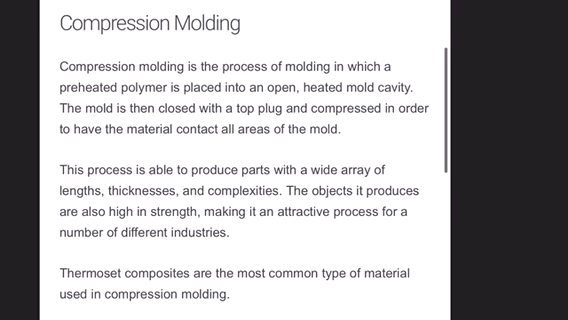 Compression Molding
Compression molding is the process of molding in which a
preheated polymer is placed into an open, heated mold cavity.
The mold is then closed with a top plug and compressed in order
to have the material contact all areas of the mold.
This process is able to produce parts with a wide array of
lengths, thicknesses, and complexities. The objects it produces
are also high in strength, making it an attractive process for a
number of different industries.
Thermoset composites are the most common type of material
used in compression molding.